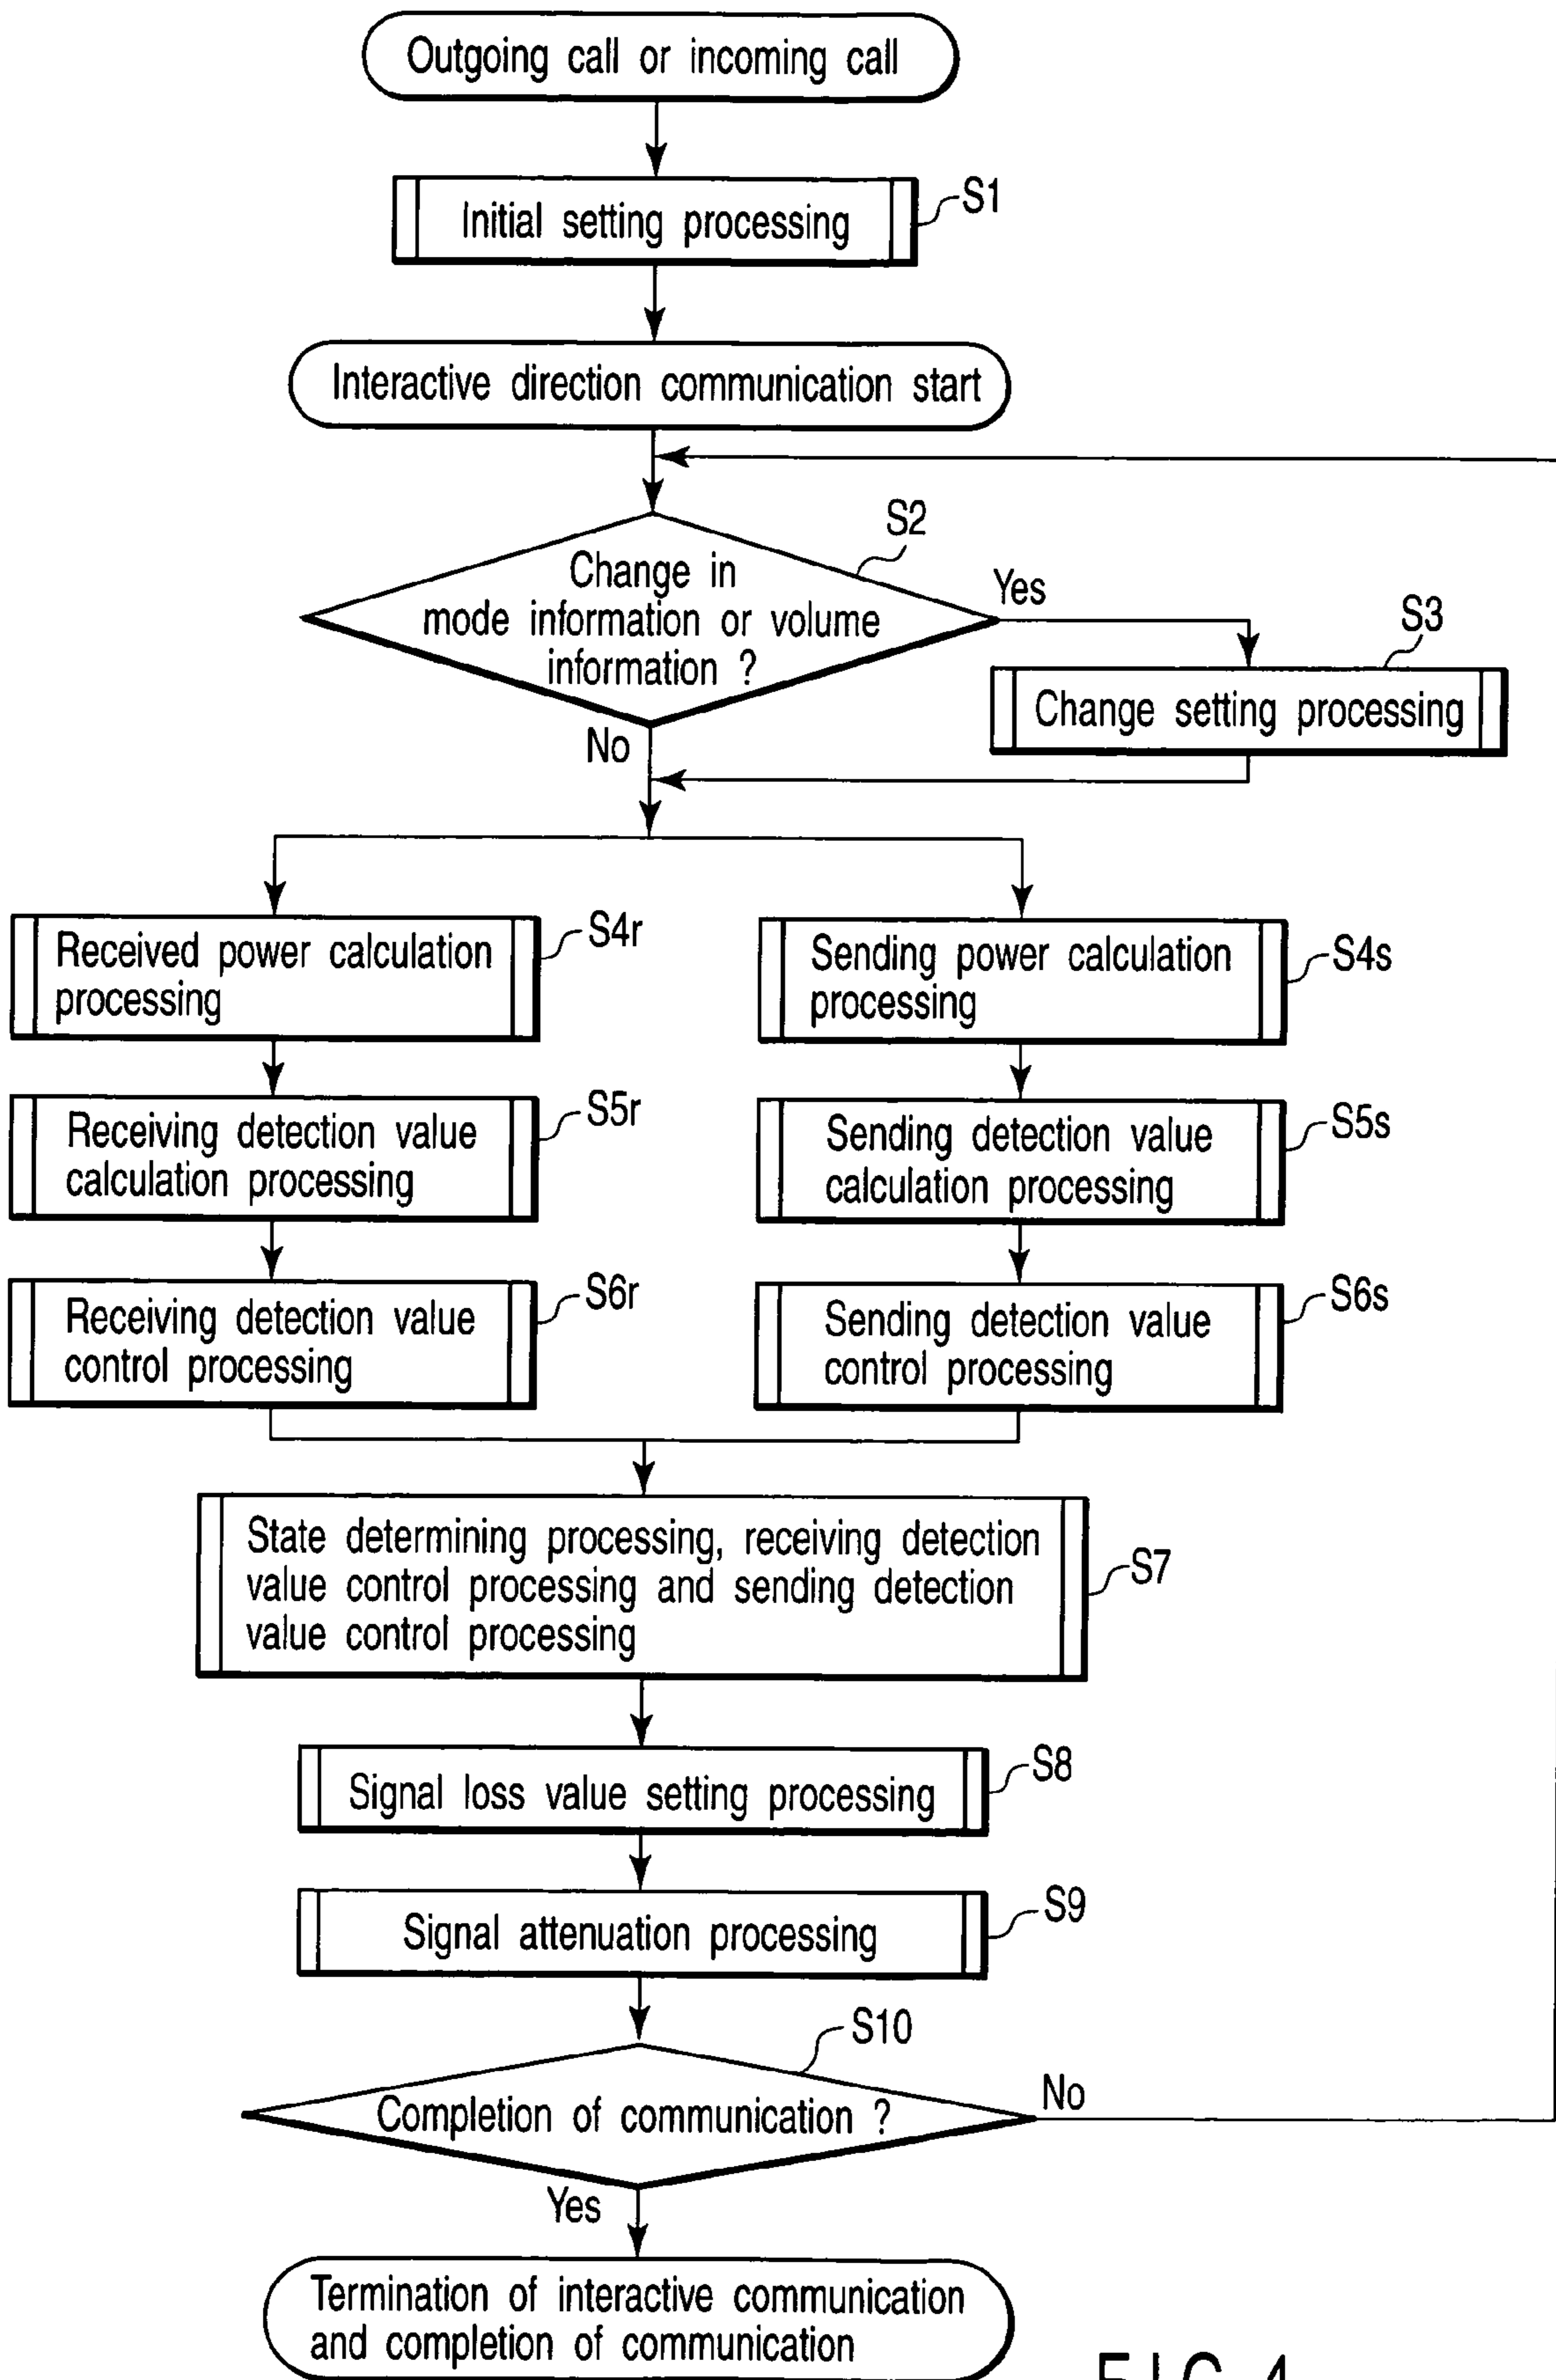 Outgoing call or incoming call
Initial setting processing
S1
Interactive direction communication start
S2
Change in
mode information or volume
information ?
Yes
No
S3
Change setting processing
Received power calculation
processing
S4r
Sending power calculation
processing
S4s
Receiving detection value
calculation processing
S5r
Sending detection value
calculation processing
S5s
Receiving detection value
control processing
S6r
Sending detection value
control processing
S6s
State determining processing, receiving detection
value control processing and sending detection
value control processing
S7
Signal loss value setting processing
S8
Signal attenuation processing
S9
S10
Completion of communication ?
No
Yes
Termination of interactive communication
and completion of communication